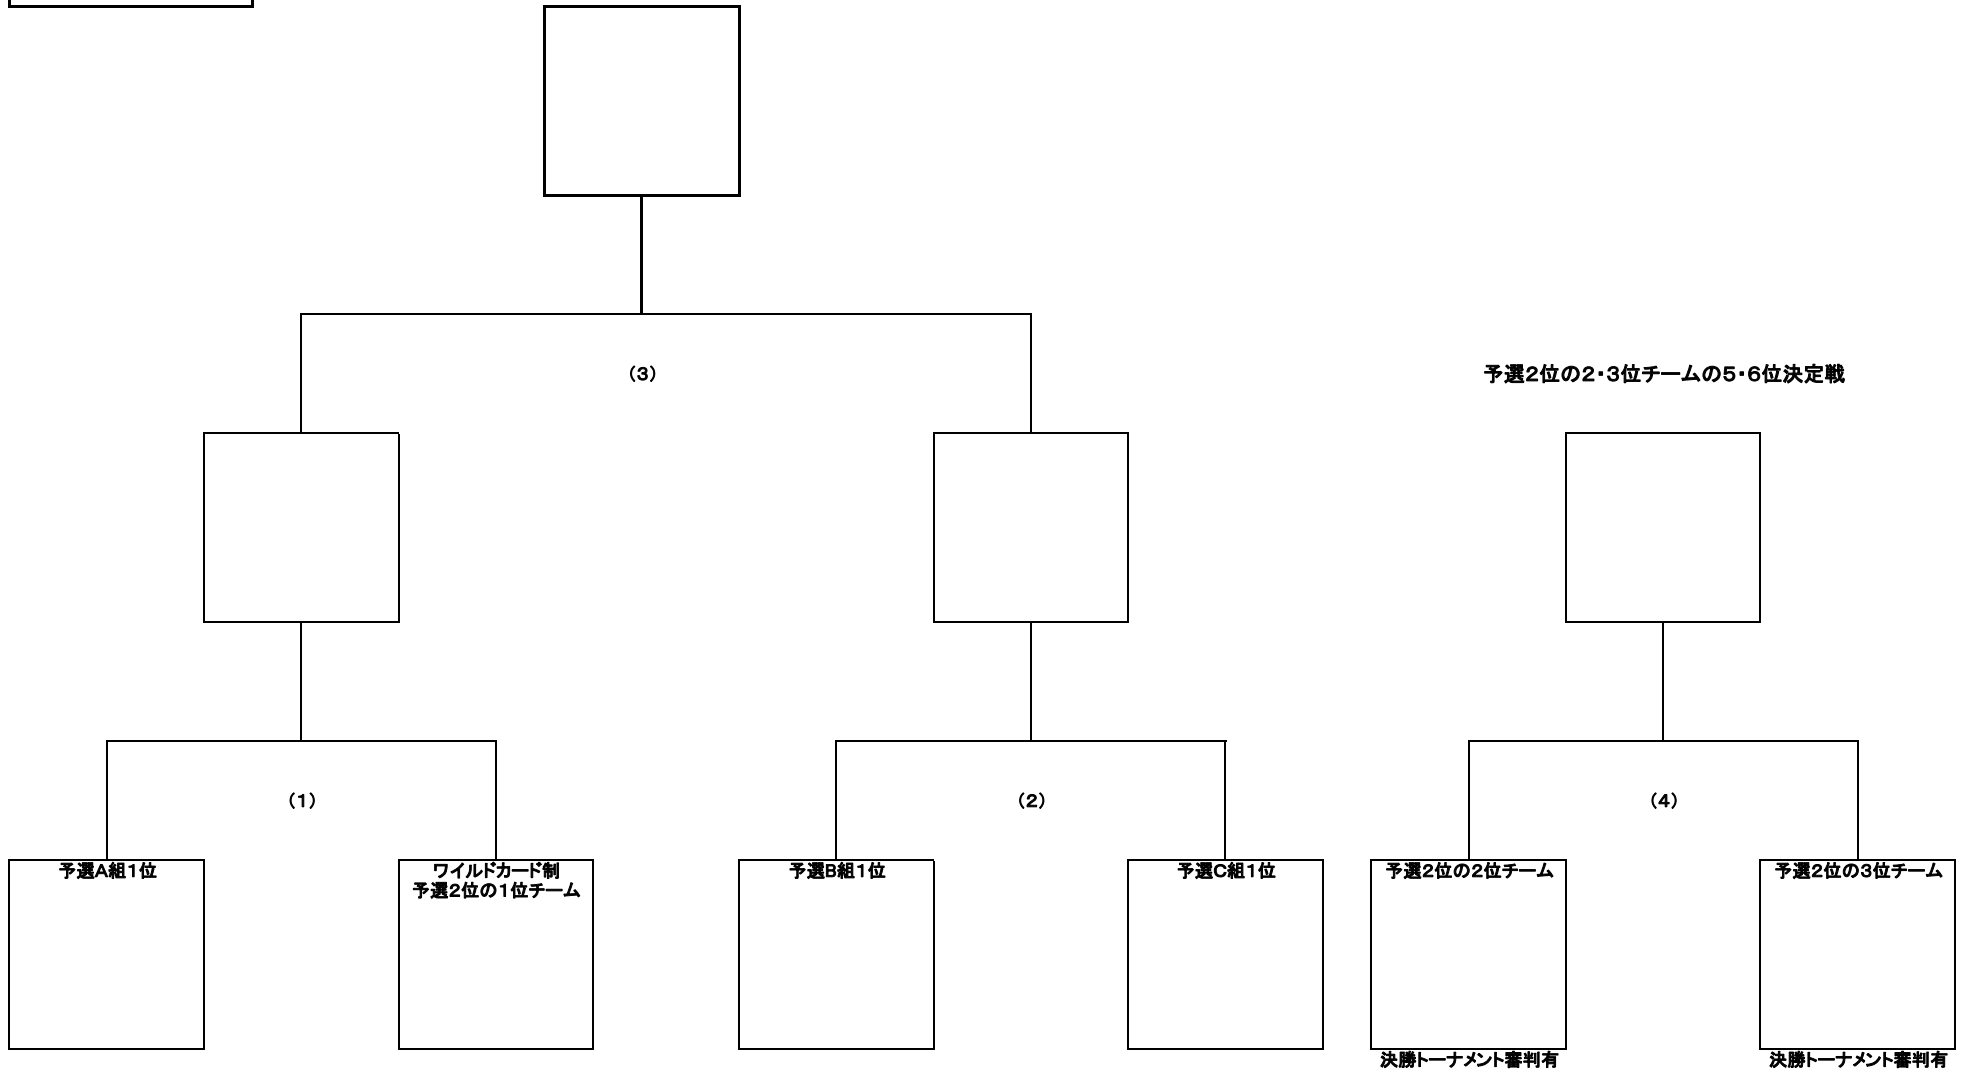 （３）
予選２位の２・３位チームの５・６位決定戦
（１）
（２）
（４）
予選Ａ組１位
ワイルドカード制
予選２位の１位チーム
予選Ｂ組１位
予選Ｃ組１位
予選２位の２位チーム
予選２位の３位チーム
決勝トーナメント審判有
決勝トーナメント審判有